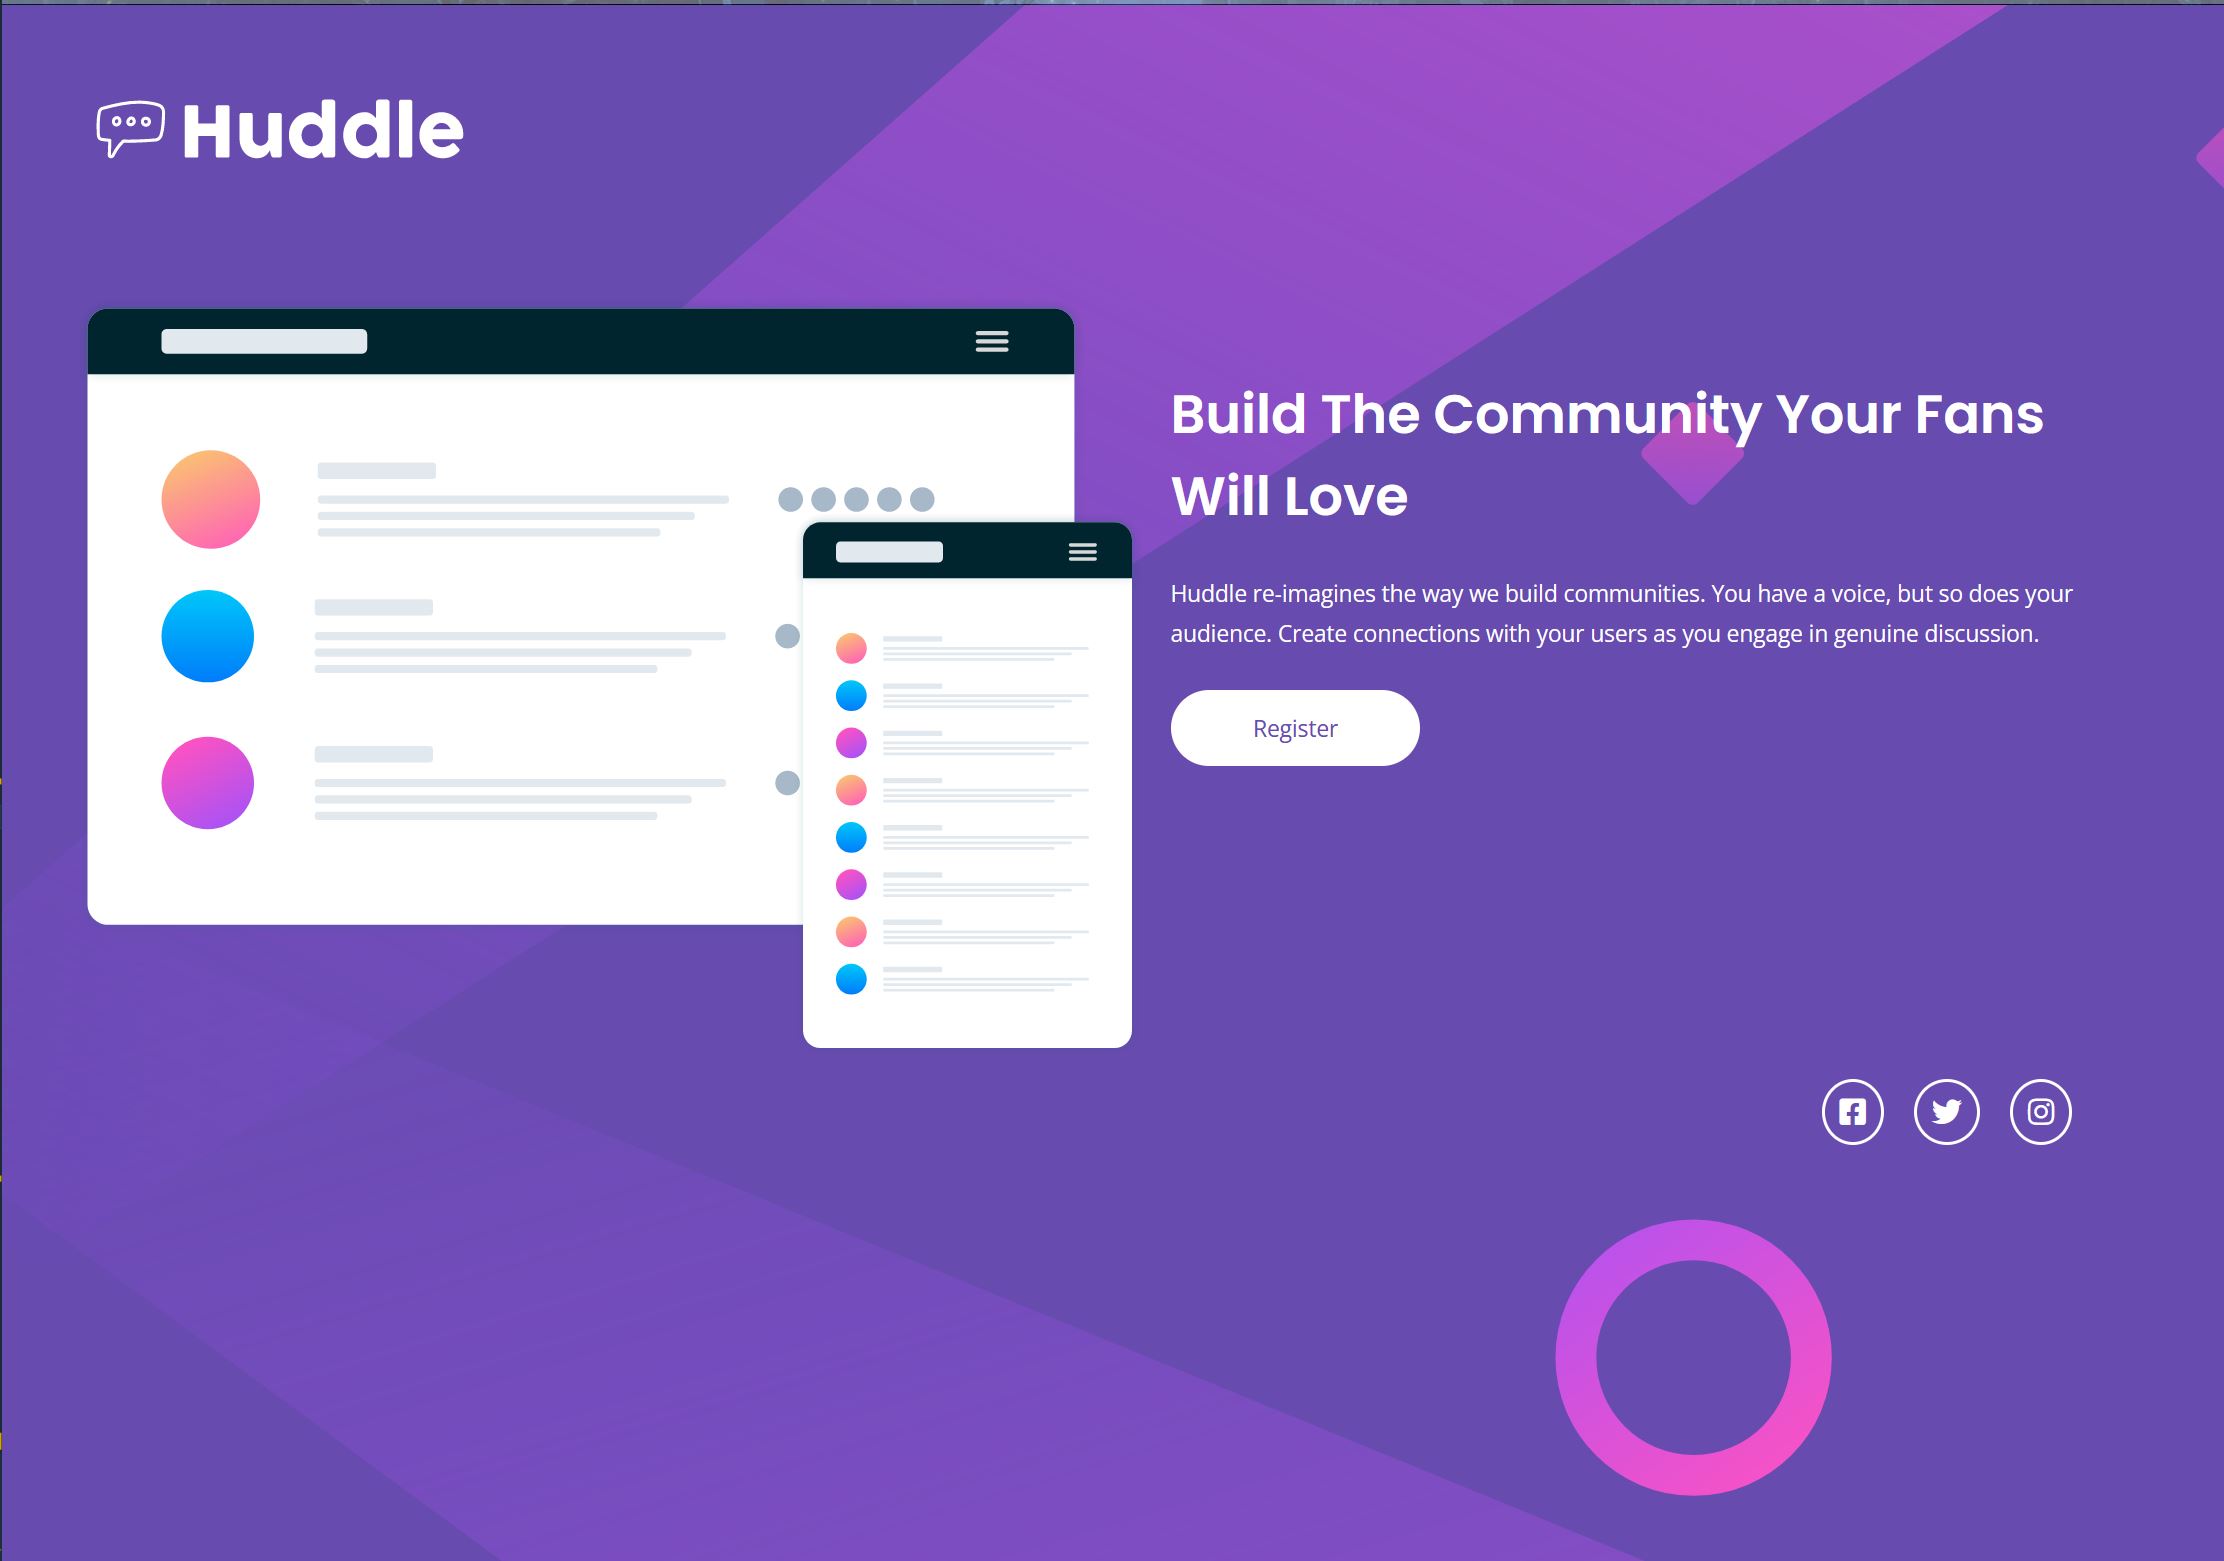 Huddle
Build The Community Your Fans
Will Love
Huddle re-imagines the way we build communities. You have a voice, but so does your
audience. Create connections with your users as you engage in genuine discussion.
Register